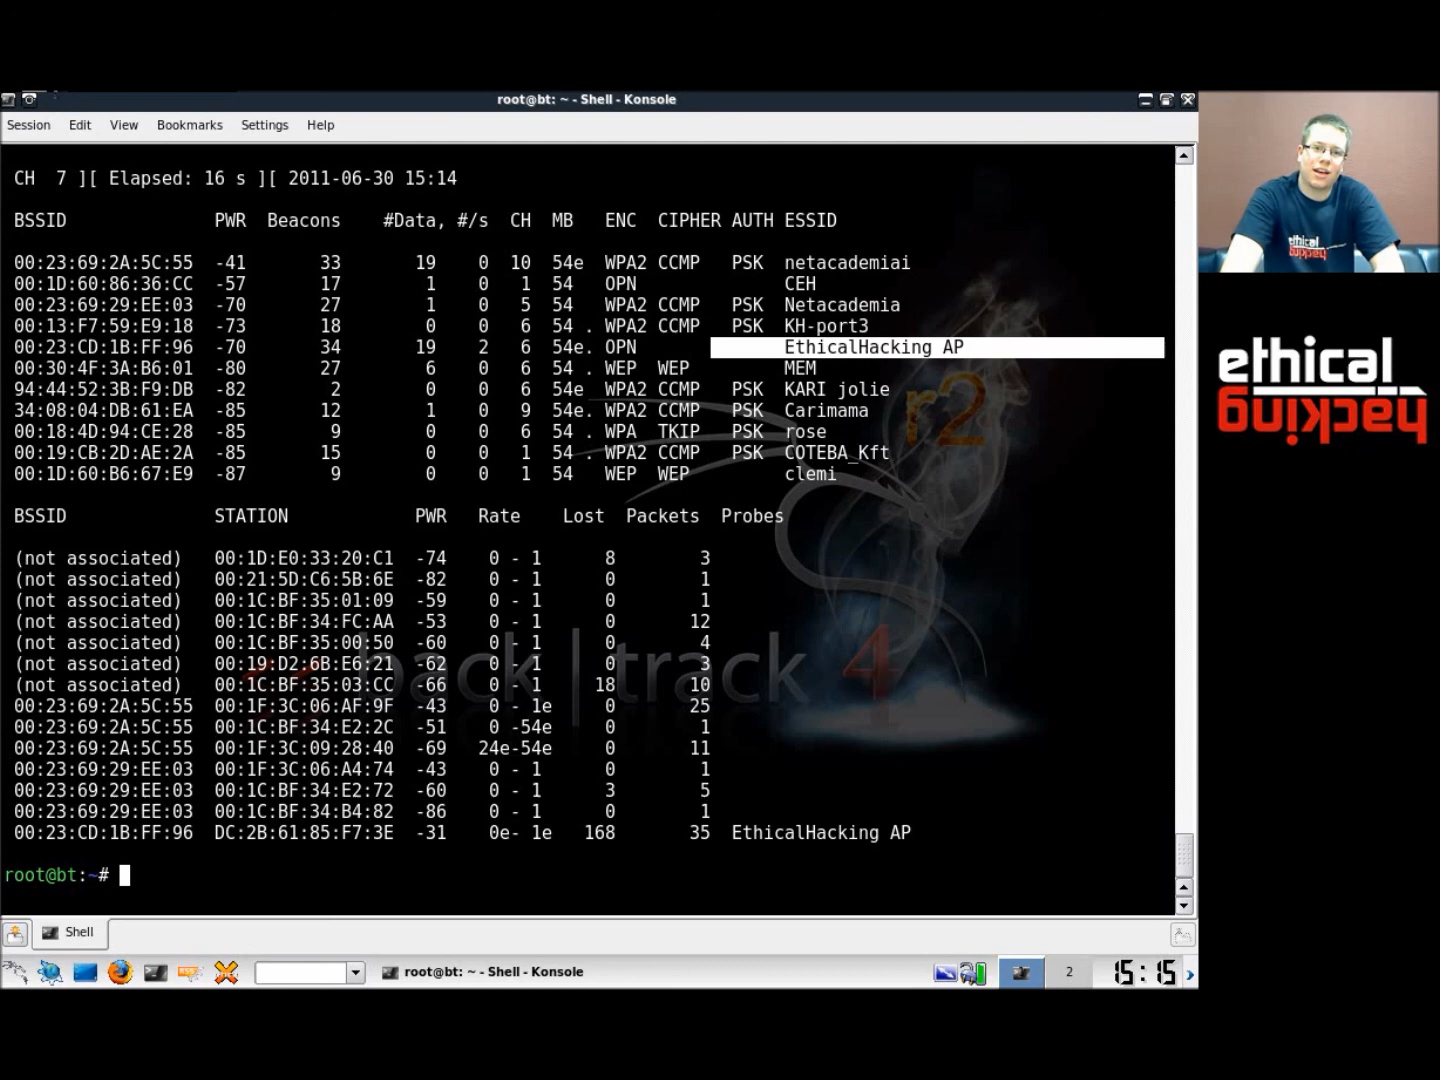 root@bt: ~ - Shell - Konsole
Session Edit View Bookmarks Settings Help
CH 7 ][ Elapsed: 16 s ][ 2011-06-30 15:14
BSSID PWR Beacons #Data, #/s CH MB ENC CIPHER AUTH ESSID
00:23:69:2A:5C:55 -41 33 19 0 10 54e WPA2 CCMP PSK netacademiai
00:1D:60:86:36:CC -57 17 1 0 1 54 OPN CEH
00:23:69:29:EE:03 -70 27 1 0 5 54 WPA2 CCMP PSK Netacademia
00:13:F7:59:E9:18 -73 18 0 0 6 54 . WPA2 CCMP PSK KH-port3
00:23:CD:1B:FF:96 -70 34 19 2 6 54e. OPN EthicalHacking AP
00:30:4F:3A:B6:01 -80 27 6 0 6 54 . WEP WEP MEM
94:44:52:3B:F9:DB -82 2 0 0 6 54e WPA2 CCMP PSK KARI jolie
34:08:04:DB:61:EA -85 12 1 0 9 54e. WPA2 CCMP PSK Carimama
00:18:4D:94:CE:28 -85 9 0 0 6 54 . WPA TKIP PSK rose
00:19:CB:2D:AE:2A -85 15 0 0 1 54 . WPA2 CCMP PSK COTEBA_Kft
00:1D:60:B6:67:E9 -87 9 0 0 1 54 WEP WEP clemi
BSSID STATION PWR Rate Lost Packets Probes
(not associated) 00:1D:E0:33:20:C1 -74 0 - 1 8 3
(not associated) 00:21:5D:C6:5B:6E -82 0 - 1 0 1
(not associated) 00:1C:BF:35:01:09 -59 0 - 1 0 1
(not associated) 00:1C:BF:34:FC:AA -53 0 - 1 0 12
(not associated) 00:1C:BF:35:00:50 -60 0 - 1 0 4
(not associated) 00:19:D2:6B:E6:21 -62 0 - 1 0 3
(not associated) 00:1C:BF:35:03:CC -66 0 - 1 18 10
00:23:69:2A:5C:55 00:1F:3C:06:AF:9F -43 0 - 1e 0 25
00:23:69:2A:5C:55 00:1C:BF:34:E2:2C -51 0 -54e 0 1
00:23:69:2A:5C:55 00:1F:3C:09:28:40 -69 24e-54e 0 11
00:23:69:29:EE:03 00:1F:3C:06:A4:74 -43 0 - 1 0 1
00:23:69:29:EE:03 00:1C:BF:34:E2:72 -60 0 - 1 3 5
00:23:69:29:EE:03 00:1C:BF:34:B4:82 -86 0 - 1 0 1
00:23:CD:1B:FF:96 DC:2B:61:85:F7:3E -31 0e- 1e 168 35 EthicalHacking AP
root@bt:~#
<< back | track 4
r2
Shell
root@bt: ~ - Shell - Konsole
2
15:15
ethical
hacking
ethical
hacking